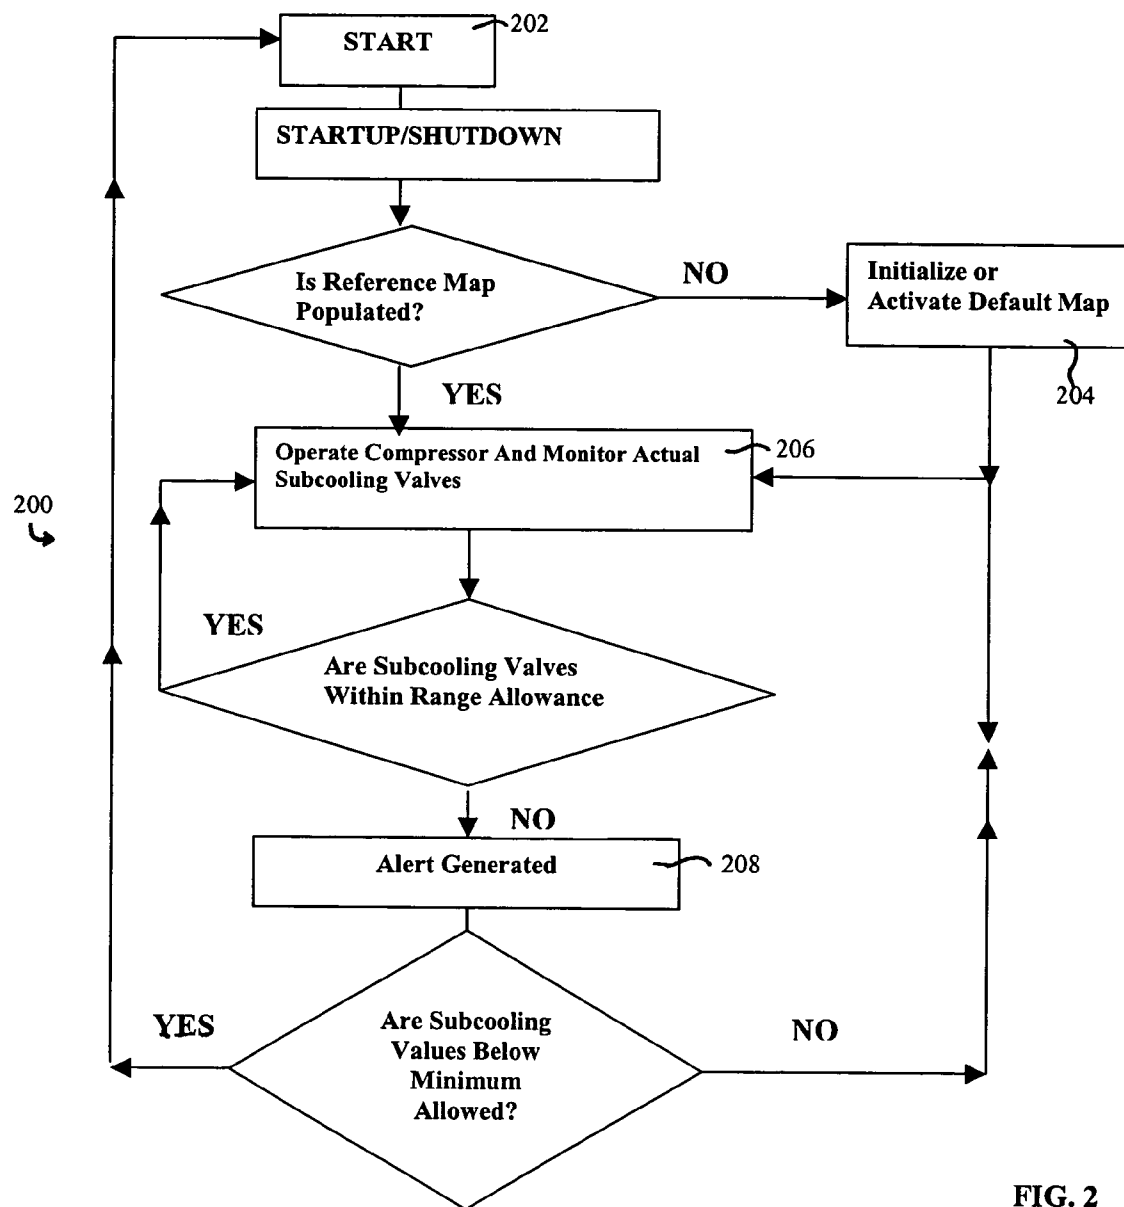 START
202
STARTUP/SHUTDOWN
Is Reference Map
Populated?
NO
Initialize or
Activate Default Map
204
YES
Operate Compressor And Monitor Actual
Subcooling Valves
206
200
YES
Are Subcooling Valves
Within Range Allowance
NO
Alert Generated
208
YES
Are Subcooling
Values Below
Minimum
Allowed?
NO
FIG. 2